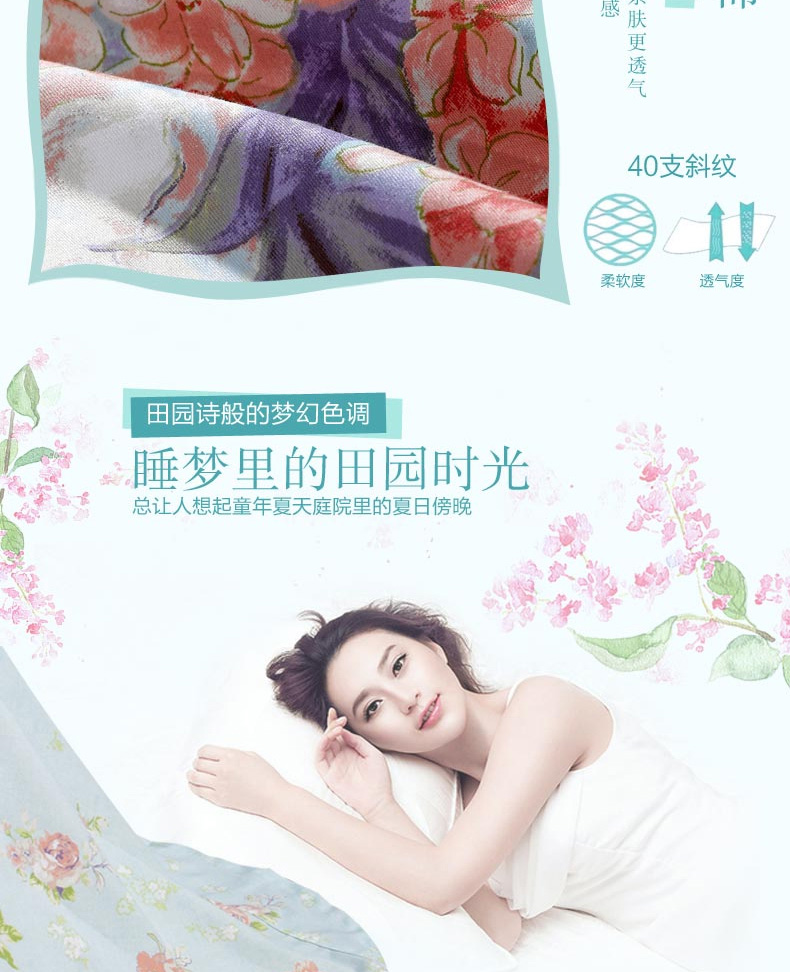 感
肤更透气
40支斜纹
柔软度
透气度
田园诗般的梦幻色调
睡梦里的田园时光
总让人想起童年夏天庭院里的夏日傍晚